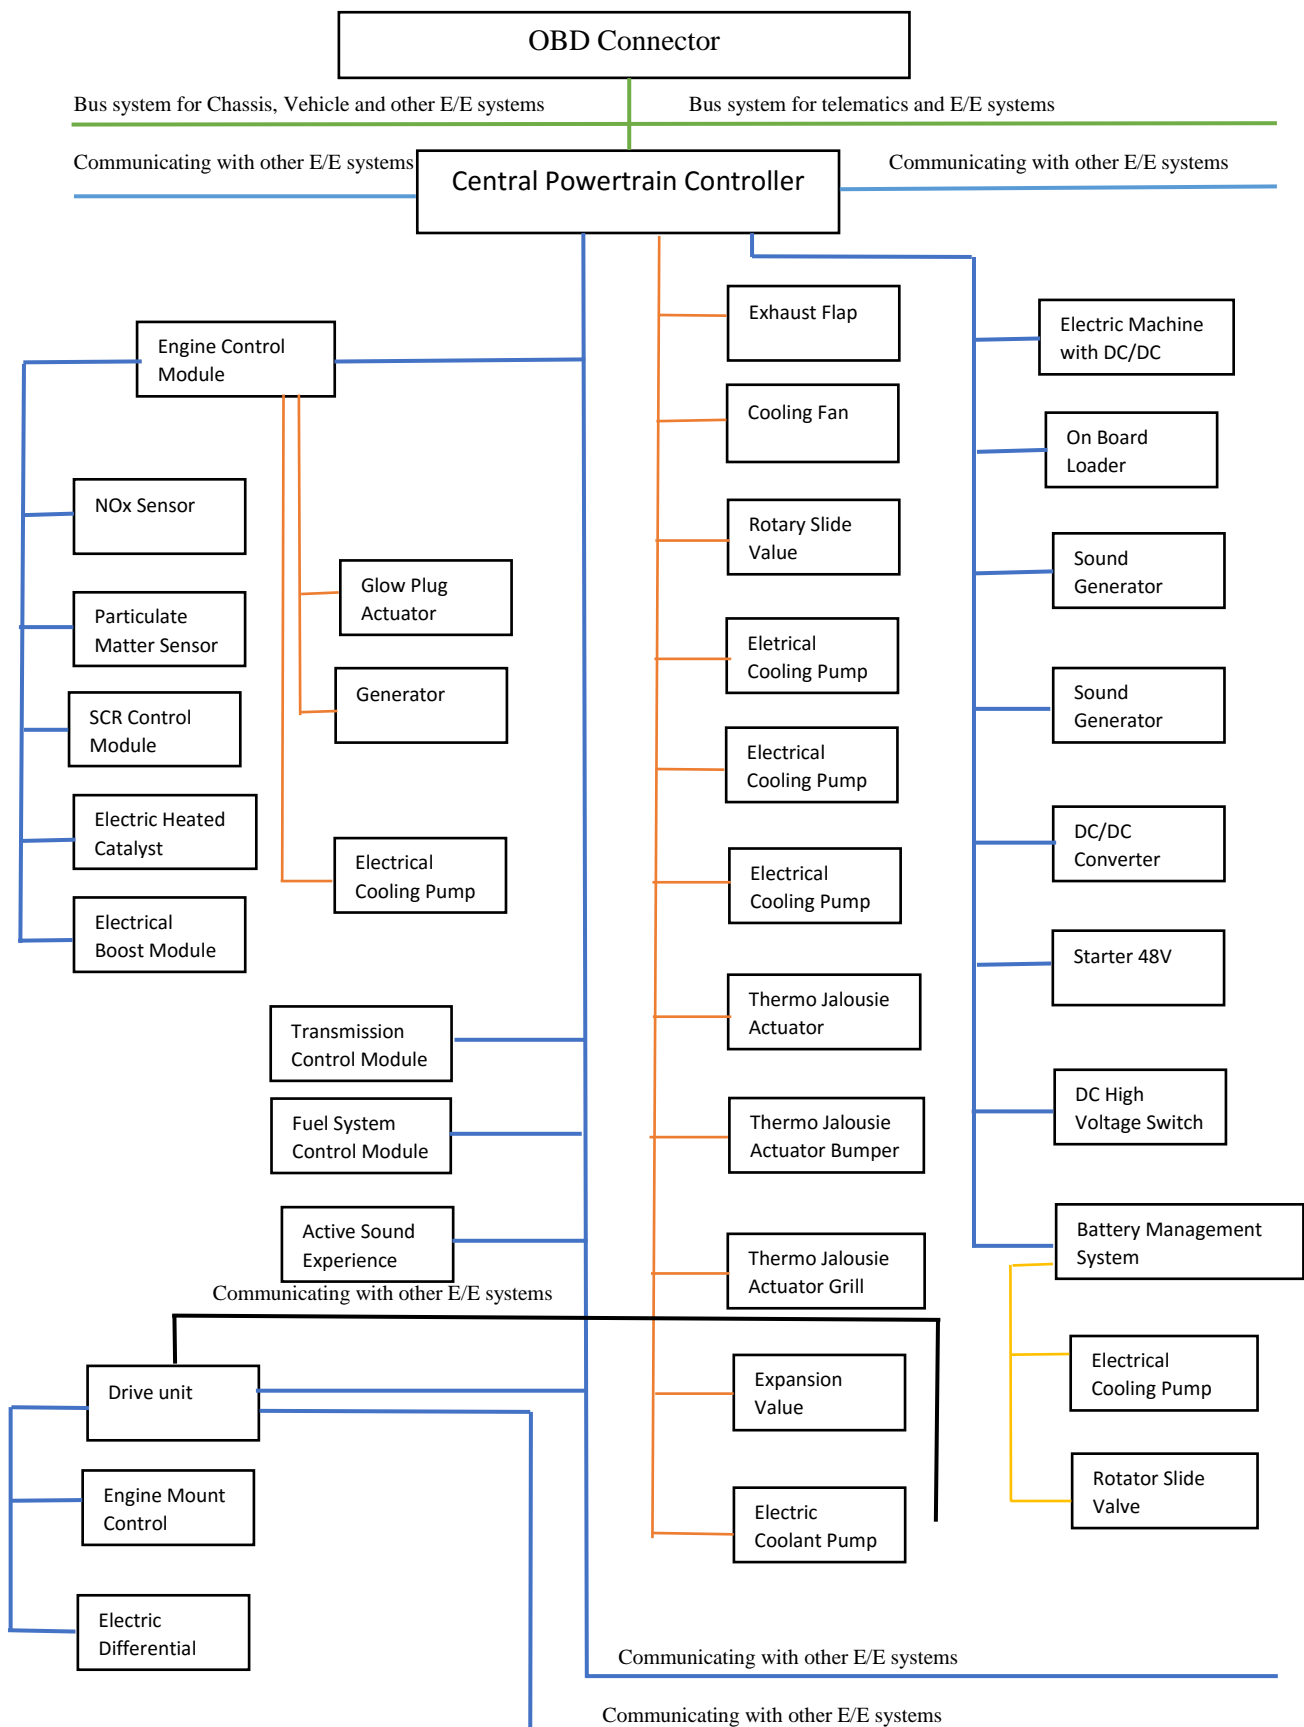 OBD Connector
Bus system for Chassis, Vehicle and other E/E systems
Bus system for telematics and E/E systems
Communicating with other E/E systems
Central Powertrain Controller
Communicating with other E/E systems
Engine Control
Module
NOx Sensor
Particulate
Matter Sensor
SCR Control
Module
Electric Heated
Catalyst
Electrical
Boost Module
Glow Plug
Actuator
Generator
Electrical
Cooling Pump
Transmission
Control Module
Fuel System
Control Module
Active Sound
Experience
Exhaust Flap
Cooling Fan
Rotary Slide
Value
Eletrical
Cooling Pump
Electrical
Cooling Pump
Electrical
Cooling Pump
Thermo Jalousie
Actuator
Thermo Jalousie
Actuator Bumper
Thermo Jalousie
Actuator Grill
Expansion
Value
Electric
Coolant Pump
Electric Machine
with DC/DC
On Board
Loader
Sound
Generator
Sound
Generator
DC/DC
Converter
Starter 48V
DC High
Voltage Switch
Battery Management
System
Electrical
Cooling Pump
Rotator Slide
Valve
Communicating with other E/E systems
Drive unit
Engine Mount
Control
Electric
Differential
Communicating with other E/E systems
Communicating with other E/E systems